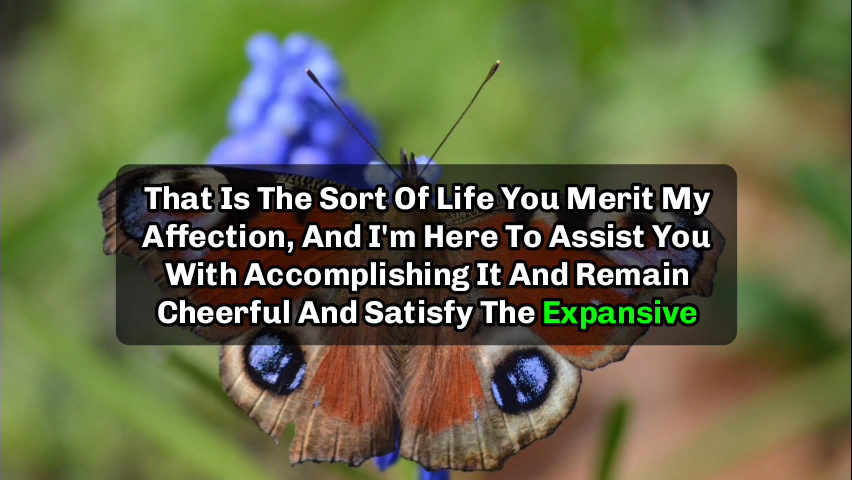 That Is The Sort Of Life You Merit My
Affection, And I'm Here To Assist You
With Accomplishing It And Remain
Cheerful And Satisfy The Expansive